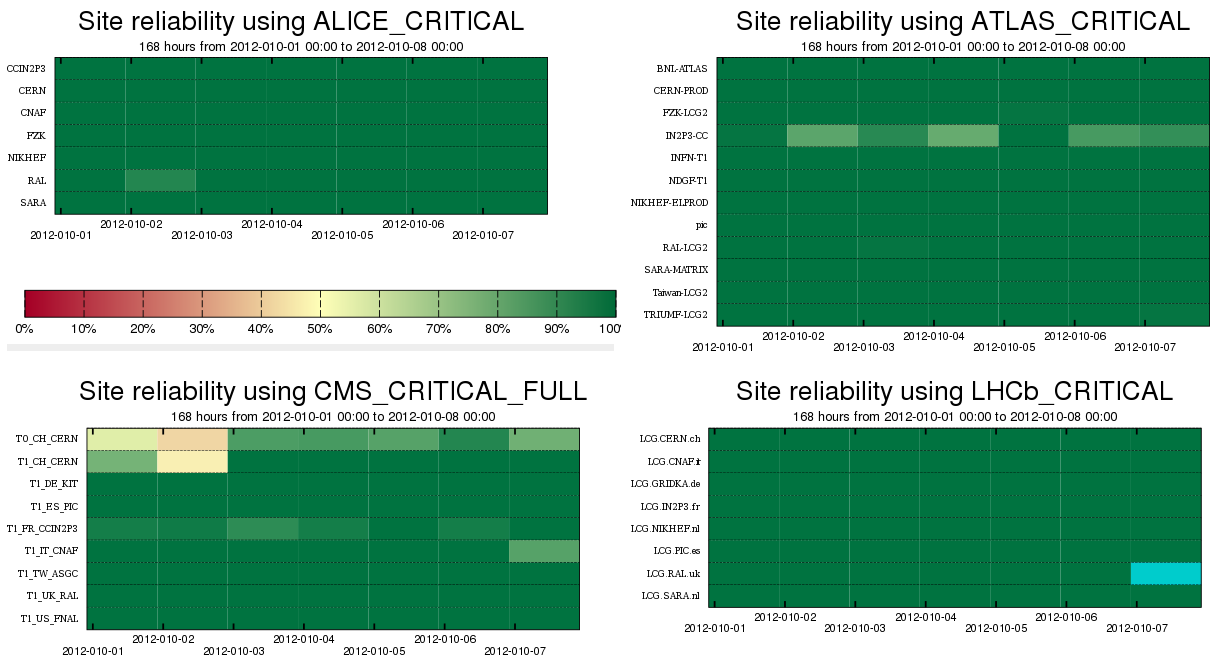 Site reliability using ALICE_CRITICAL
168 hours from 2012-010-01 00:00 to 2012-010-08 00:00
CCIN2P3
CERN
CNAF
FZK
NIKHEF
RAL
SARA
2012-010-02 2012-010-04 2012-010-06
2012-010-01 2012-010-03 2012-010-05 2012-010-07
0% 10% 20% 30% 40% 50% 60% 70% 80% 90% 100%
Site reliability using ATLAS_CRITICAL
168 hours from 2012-010-01 00:00 to 2012-010-08 00:00
BNL-ATLAS
CERN-PROD
FZK-LCG2
IN2P3-CC
INFN-T1
NDGF-T1
NIKHEF-ELPROD
pic
RAL-LCG2
SARA-MATRIX
Taiwan-LCG2
TRIUMF-LCG2
2012-010-02 2012-010-04 2012-010-06
2012-010-01 2012-010-03 2012-010-05 2012-010-07
Site reliability using CMS_CRITICAL_FULL
168 hours from 2012-010-01 00:00 to 2012-010-08 00:00
T0_CH_CERN
T1_CH_CERN
T1_DE_KIT
T1_ES_PIC
T1_FR_CCIN2P3
T1_IT_CNAF
T1_TW_ASGC
T1_UK_RAL
T1_US_FNAL
2012-010-02 2012-010-04 2012-010-06
2012-010-01 2012-010-03 2012-010-05 2012-010-07
Site reliability using LHCb_CRITICAL
168 hours from 2012-010-01 00:00 to 2012-010-08 00:00
LCG.CERN.ch
LCG.CNAF.it
LCG.GRIDKA.de
LCG.IN2P3.fr
LCG.NIKHEF.nl
LCG.PIC.es
LCG.RAL.uk
LCG.SARA.nl
2012-010-02 2012-010-04 2012-010-06
2012-010-01 2012-010-03 2012-010-05 2012-010-07